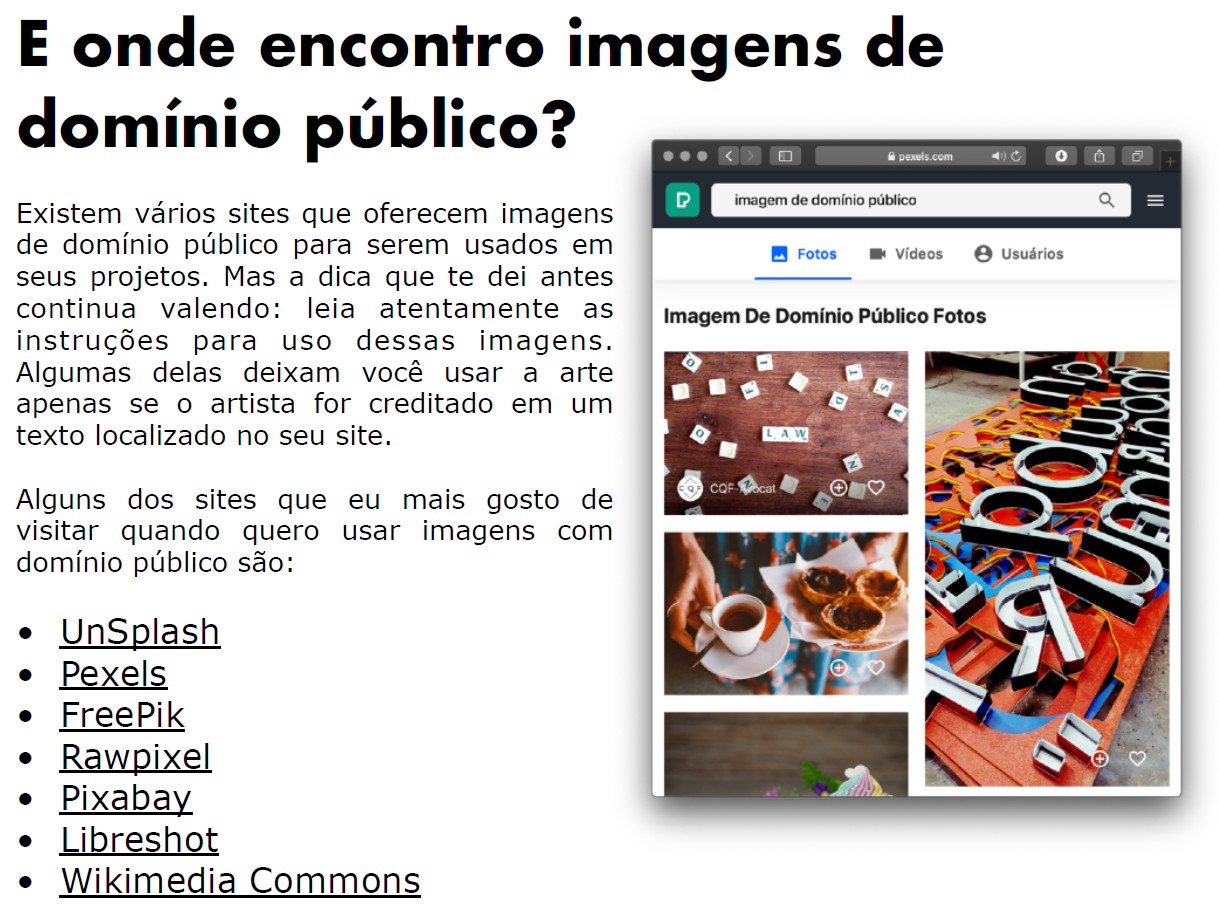 E onde encontro imagens de
domínio público?
Existem vários sites que oferecem imagens
de domínio público para serem usados em
seus projetos. Mas a dica que te dei antes
continua valendo: leia atentamente as
instruções para uso dessas imagens.
Algumas delas deixam você usar a arte
apenas se o artista for creditado em um
texto localizado no seu site.
Alguns dos sites que eu mais gosto de
visitar quando quero usar imagens com
domínio público são:
• UnSplash
• Pexels
• FreePik
• Rawpixel
• Pixabay
• Libreshot
• Wikimedia Commons
pexels.com
imagem de domínio público
Fotos Vídeos Usuários
Imagem De Domínio Público Fotos
LAW
CQF-Avocat